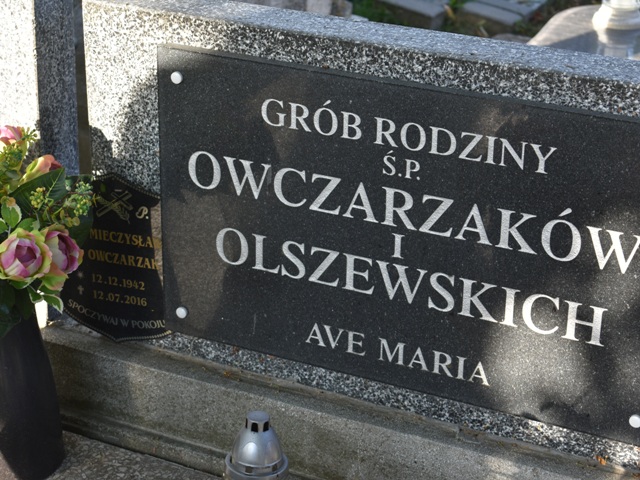 GRÓB RODZINY
Ś.P.
OWCZARZAKÓW
I
OLSZEWSKICH
AVE MARIA
P.
MIECZYSŁAW
OWCZARZAK
12.12.1942
12.07.2016
SPOCZYWAJ W POKOJU